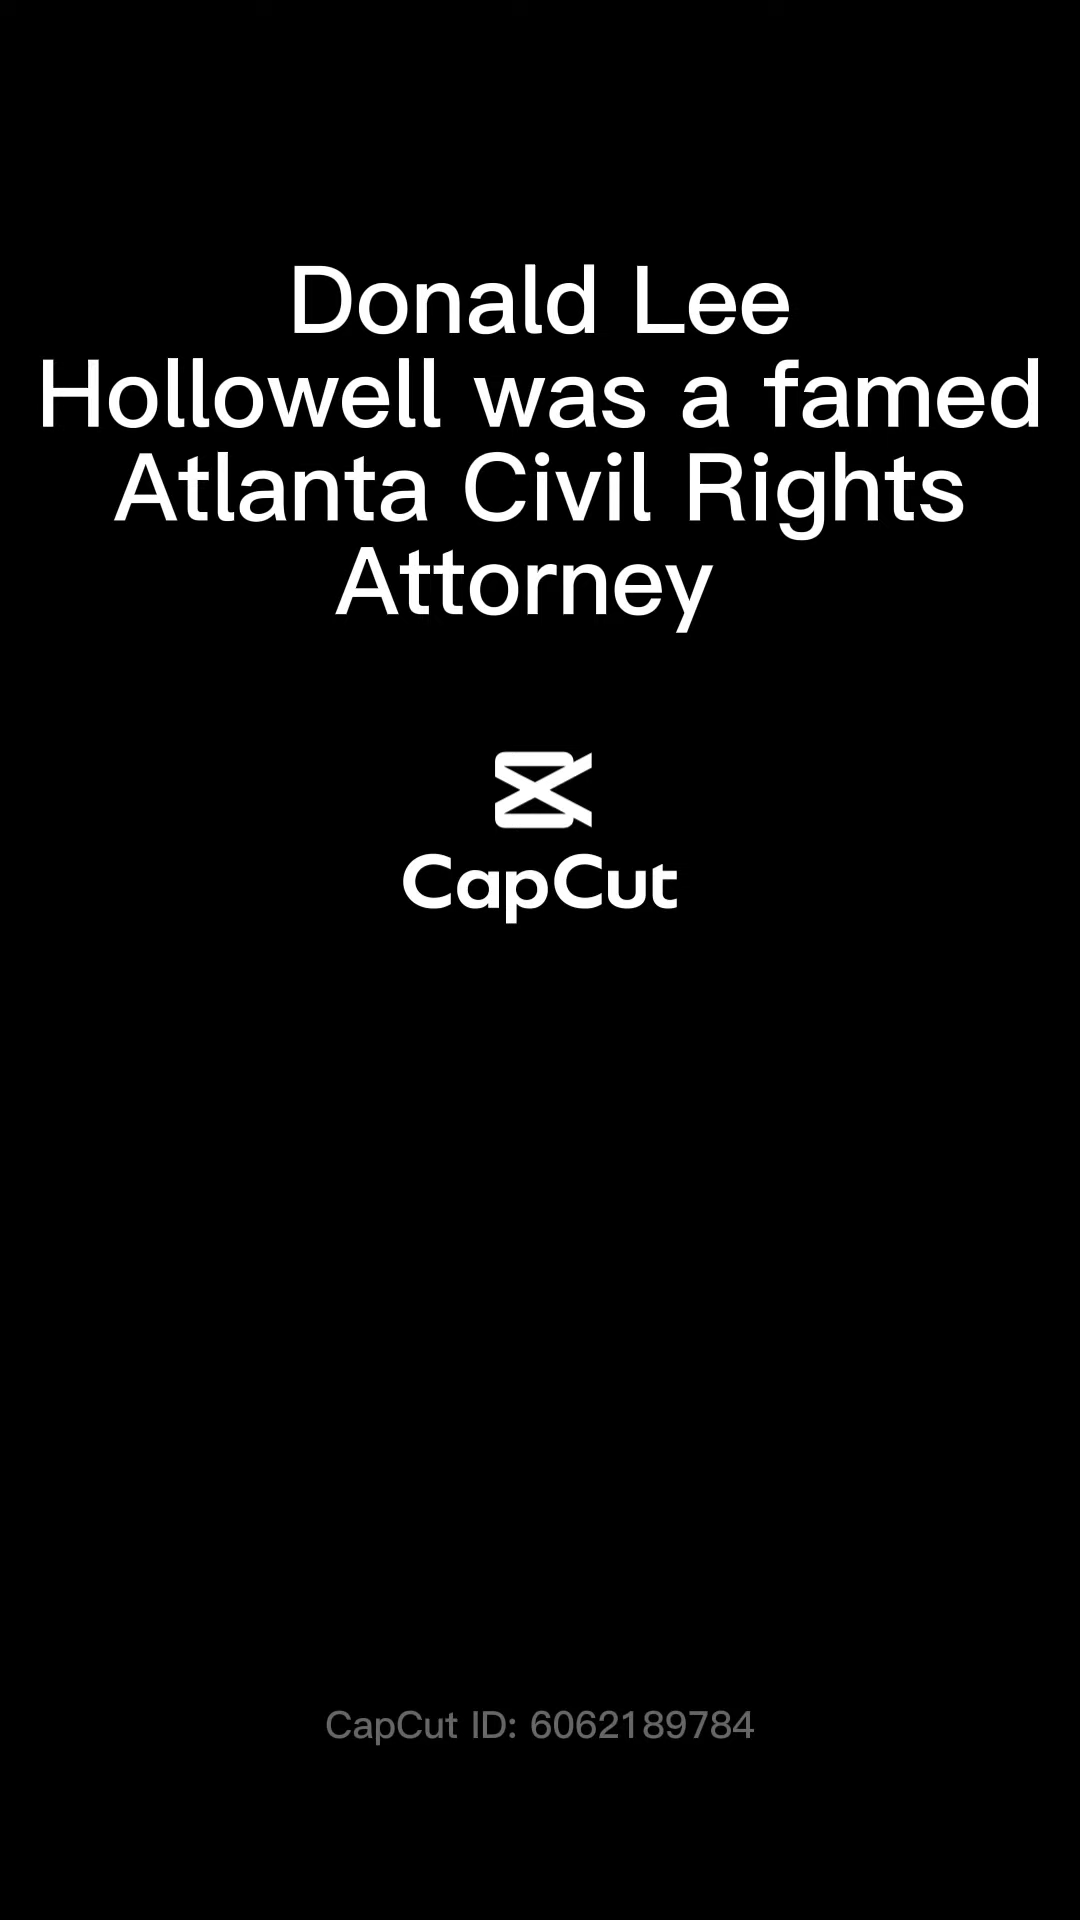 Donald Lee
Hollowell was a famed
Atlanta Civil Rights
Attorney
CapCut
CapCut ID: 6062189784